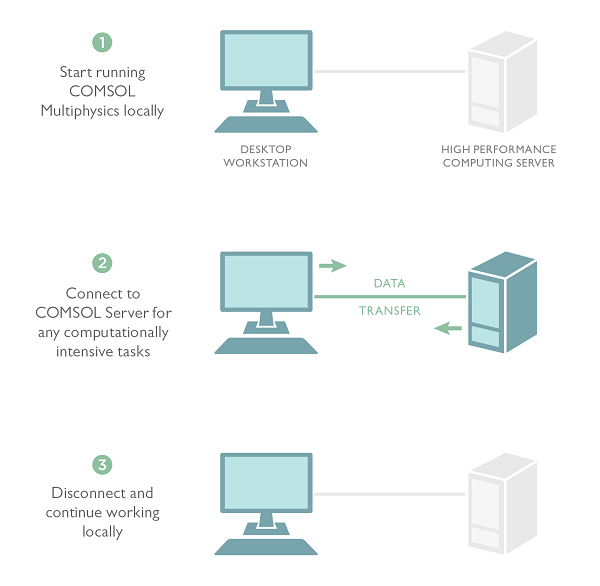 1
Start running
COMSOL
Multiphysics locally
DESKTOP
WORKSTATION
HIGH PERFORMANCE
COMPUTING SERVER
2
Connect to
COMSOL Server for
any computationally
intensive tasks
DATA
TRANSFER
3
Disconnect and
continue working
locally